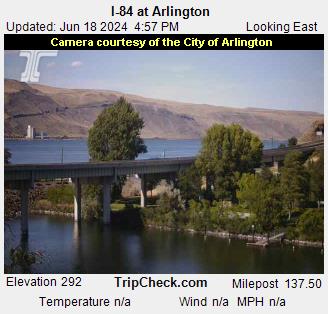 I-84 at Arlington
Updated: Jun 18 2024 4:57 PM Looking East
Camera courtesy of the City of Arlington
Elevation 292 TripCheck.com Milepost 137.50
Temperature n/a Wind n/a MPH n/a